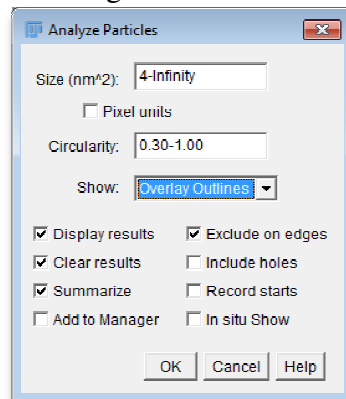 Analyze Particles
Size (nm^2): 4-Infinity
Pixel units
Circularity: 0.30-1.00
Show: Overlay Outlines
Display results Exclude on edges
Clear results Include holes
Summarize Record starts
Add to Manager In situ Show
OK Cancel Help